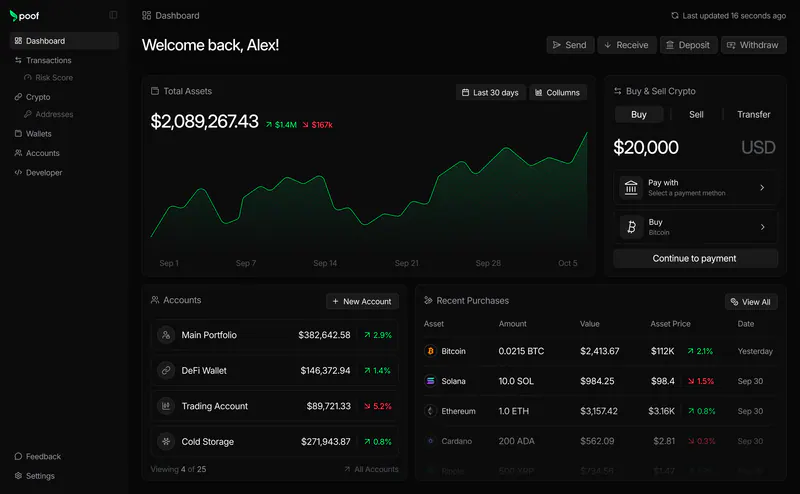 poof
Dashboard
Last updated 16 seconds ago
Dashboard
Transactions
Risk Score
Crypto
Addresses
Wallets
Accounts
Developer
Feedback
Settings
Welcome back, Alex!
Send
Receive
Deposit
Withdraw
Total Assets
Last 30 days
Collumns
$2,089,267.43 $1.4M $167k
Sep 1 Sep 7 Sep 14 Sep 21 Sep 28 Oct 5
Buy & Sell Crypto
Buy Sell Transfer
$20,000 USD
Pay with
Select a payment methon
Buy
Bitcoin
Continue to payment
Accounts
New Account
Main Portfolio $382,642.58 2.9%
DeFi Wallet $146,372.94 1.4%
Trading Account $89,721.33 5.2%
Cold Storage $271,943.87 0.8%
Viewing 4 of 25
All Accounts
Recent Purchases
View All
Asset Amount Value Asset Price Date
Bitcoin 0.0215 BTC $2,413.67 $112K 2.1% Yesterday
Solana 10.0 SOL $984.25 $98.4 1.5% Sep 30
Ethereum 1.0 ETH $3,157.42 $3.16K 0.8% Sep 30
Cardano 200 ADA $562.09 $2.81 0.3% Sep 30